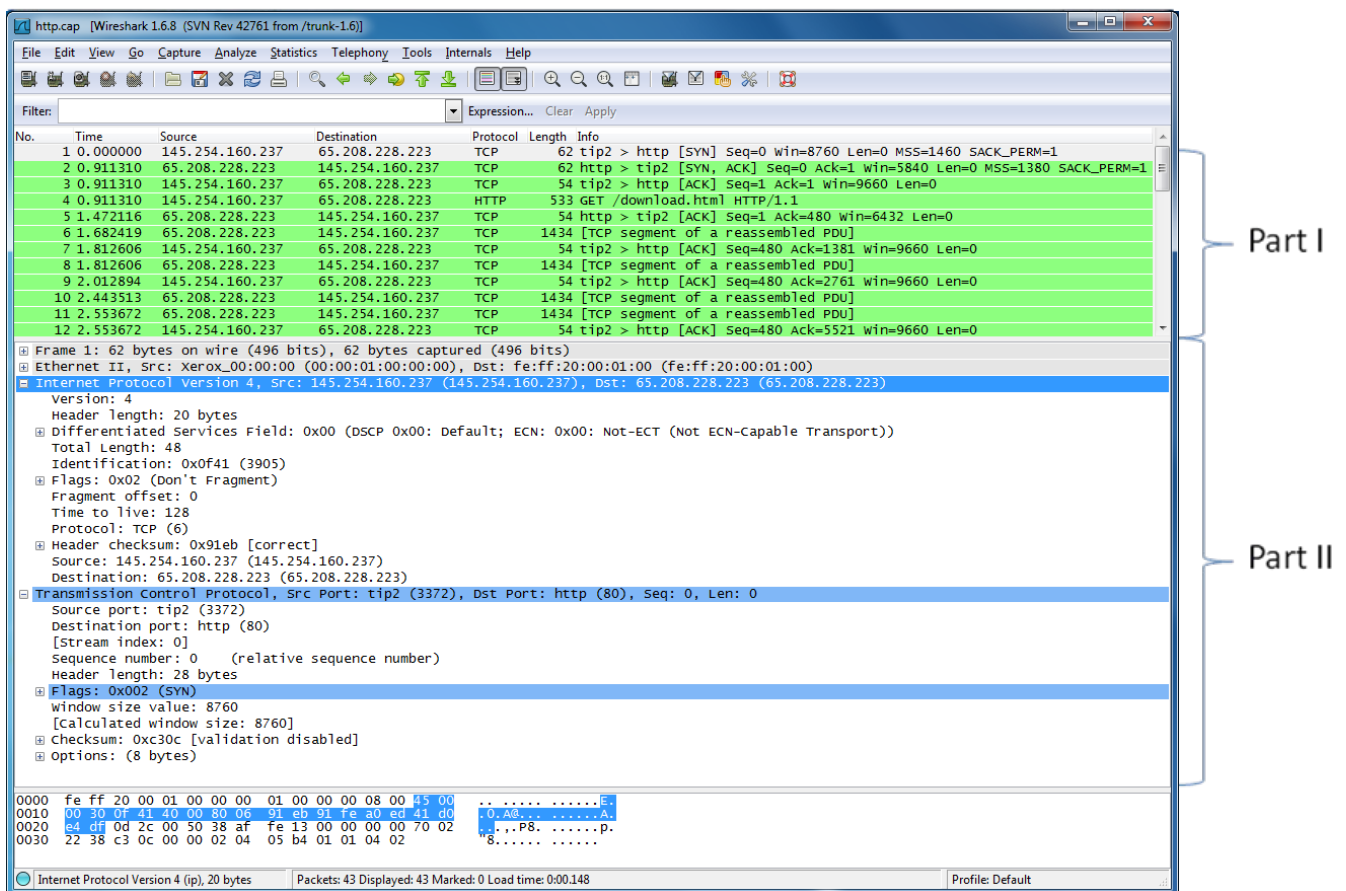 http.cap [Wireshark 1.6.8 (SVN Rev 42761 from /trunk-1.6)]
File Edit View Go Capture Analyze Statistics Telephony Tools Internals Help
Filter: Expression... Clear Apply
No. Time Source Destination Protocol Length Info
1 0.000000 145.254.160.237 65.208.228.223 TCP 62 tip2 > http [SYN] Seq=0 Win=8760 Len=0 MSS=1460 SACK_PERM=1
2 0.911310 65.208.228.223 145.254.160.237 TCP 62 http > tip2 [SYN, ACK] Seq=0 Ack=1 Win=5840 Len=0 MSS=1380 SACK_PERM=1
3 0.911310 145.254.160.237 65.208.228.223 TCP 54 tip2 > http [ACK] Seq=1 Ack=1 Win=9660 Len=0
4 0.911310 145.254.160.237 65.208.228.223 HTTP 533 GET /download.html HTTP/1.1
5 1.472116 65.208.228.223 145.254.160.237 TCP 54 http > tip2 [ACK] Seq=1 Ack=480 Win=6432 Len=0
6 1.682419 65.208.228.223 145.254.160.237 TCP 1434 [TCP segment of a reassembled PDU]
7 1.812606 145.254.160.237 65.208.228.223 TCP 54 tip2 > http [ACK] Seq=480 Ack=1381 Win=9660 Len=0
8 1.812606 65.208.228.223 145.254.160.237 TCP 1434 [TCP segment of a reassembled PDU]
9 2.012894 145.254.160.237 65.208.228.223 TCP 54 tip2 > http [ACK] Seq=480 Ack=2761 Win=9660 Len=0
10 2.443513 65.208.228.223 145.254.160.237 TCP 1434 [TCP segment of a reassembled PDU]
11 2.553672 65.208.228.223 145.254.160.237 TCP 1434 [TCP segment of a reassembled PDU]
12 2.553672 145.254.160.237 65.208.228.223 TCP 54 tip2 > http [ACK] Seq=480 Ack=5521 Win=9660 Len=0
Part I
Frame 1: 62 bytes on wire (496 bits), 62 bytes captured (496 bits)
Ethernet II, Src: Xerox_00:00:00 (00:00:01:00:00:00), Dst: fe:ff:20:00:01:00 (fe:ff:20:00:01:00)
Internet Protocol Version 4, Src: 145.254.160.237 (145.254.160.237), Dst: 65.208.228.223 (65.208.228.223)
Version: 4
Header length: 20 bytes
Differentiated Services Field: 0x00 (DSCP 0x00: Default; ECN: 0x00: Not-ECT (Not ECN-Capable Transport))
Total Length: 48
Identification: 0x0f41 (3905)
Flags: 0x02 (Don't Fragment)
Fragment offset: 0
Time to live: 128
Protocol: TCP (6)
Header checksum: 0x91eb [correct]
Source: 145.254.160.237 (145.254.160.237)
Destination: 65.208.228.223 (65.208.228.223)
Transmission Control Protocol, Src Port: tip2 (3372), Dst Port: http (80), Seq: 0, Len: 0
Source port: tip2 (3372)
Destination port: http (80)
[Stream index: 0]
Sequence number: 0 (relative sequence number)
Header length: 28 bytes
Flags: 0x002 (SYN)
Window size value: 8760
[Calculated window size: 8760]
Checksum: 0xc30c [validation disabled]
Options: (8 bytes)
Part II
0000 fe ff 20 00 01 00 00 00 01 00 00 00 08 00 45 00 .. ..... ......E.
0010 00 30 0f 41 40 00 80 06 91 eb 91 fe a0 ed 41 d0 .0.A@... ......A.
0020 e4 df 0d 2c 00 50 38 af fe 13 00 00 00 00 70 02 ...,.P8. ......p.
0030 22 38 c3 0c 00 00 02 04 05 b4 01 01 04 02 "8...... ......
Internet Protocol Version 4 (ip), 20 bytes Packets: 43 Displayed: 43 Marked: 0 Load time: 0:00.148 Profile: Default